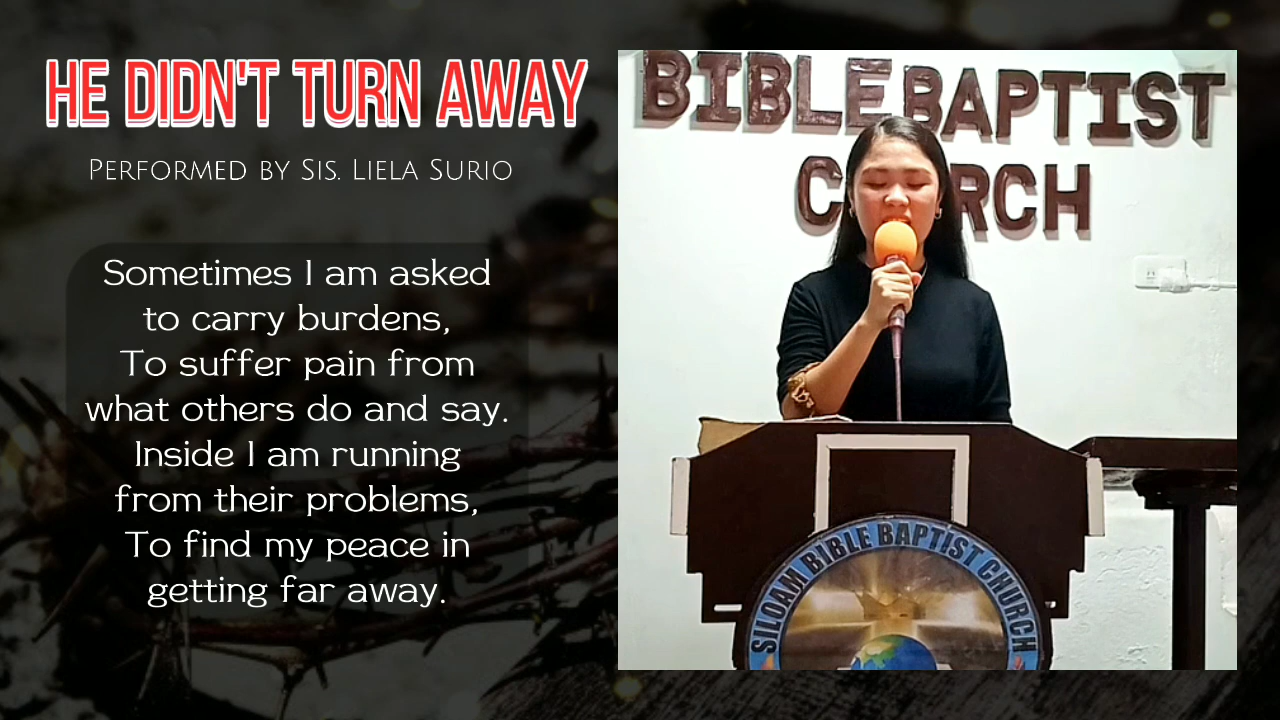 HE DIDN'T TURN AWAY
PERFORMED BY SIS. LIELA SURIO
Sometimes I am asked
to carry burdens,
To suffer pain from
what others do and say.
Inside I am running
from their problems,
To find my peace in
getting far away.
BIBLE BAPTIST
C RCH
SILOAM BIBLE BAPTIST CHURCH